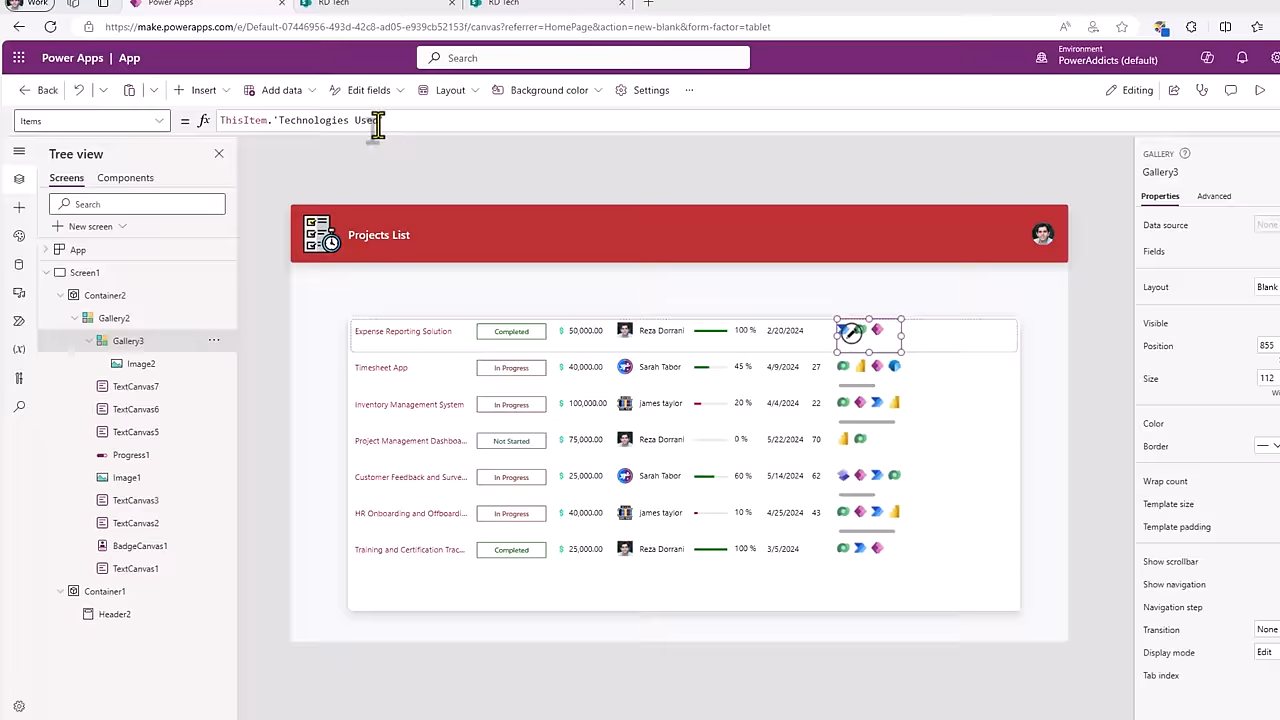 Work
Power Apps
RD Tech
RD Tech
https://make.powerapps.com/e/Default-07446956-493d-42c8-ad05-e939cb52153f/canvas?referrer=HomePage&action=new-blank&form-factor=tablet
Power Apps | App
Search
Environment
PowerAddicts (default)
Back
Insert
Add data
Edit fields
Layout
Background color
Settings
Editing
Items
= fx ThisItem.'Technologies Used
Tree view
Screens
Components
Search
New screen
App
Screen1
Container2
Gallery2
Gallery3
Image2
TextCanvas7
TextCanvas6
TextCanvas5
Progress1
Image1
TextCanvas3
TextCanvas2
BadgeCanvas1
TextCanvas1
Container1
Header2
Projects List
Expense Reporting Solution Completed $ 50,000.00 Reza Dorrani 100 % 2/20/2024
Timesheet App In Progress $ 40,000.00 Sarah Tabor 45 % 4/9/2024 27
Inventory Management System In Progress $ 100,000.00 james taylor 20 % 4/4/2024 22
Project Management Dashboa... Not Started $ 75,000.00 Reza Dorrani 0 % 5/22/2024 70
Customer Feedback and Surve... In Progress $ 25,000.00 Sarah Tabor 60 % 5/14/2024 62
HR Onboarding and Offboardi... In Progress $ 40,000.00 james taylor 10 % 4/25/2024 43
Training and Certification Trac... Completed $ 25,000.00 Reza Dorrani 100 % 3/5/2024
GALLERY
Gallery3
Properties
Advanced
Data source None
Fields
Layout Blank
Visible
Position 855
Size 112
Color
Border
Wrap count
Template size
Template padding
Show scrollbar
Show navigation
Navigation step
Transition None
Display mode Edit
Tab index